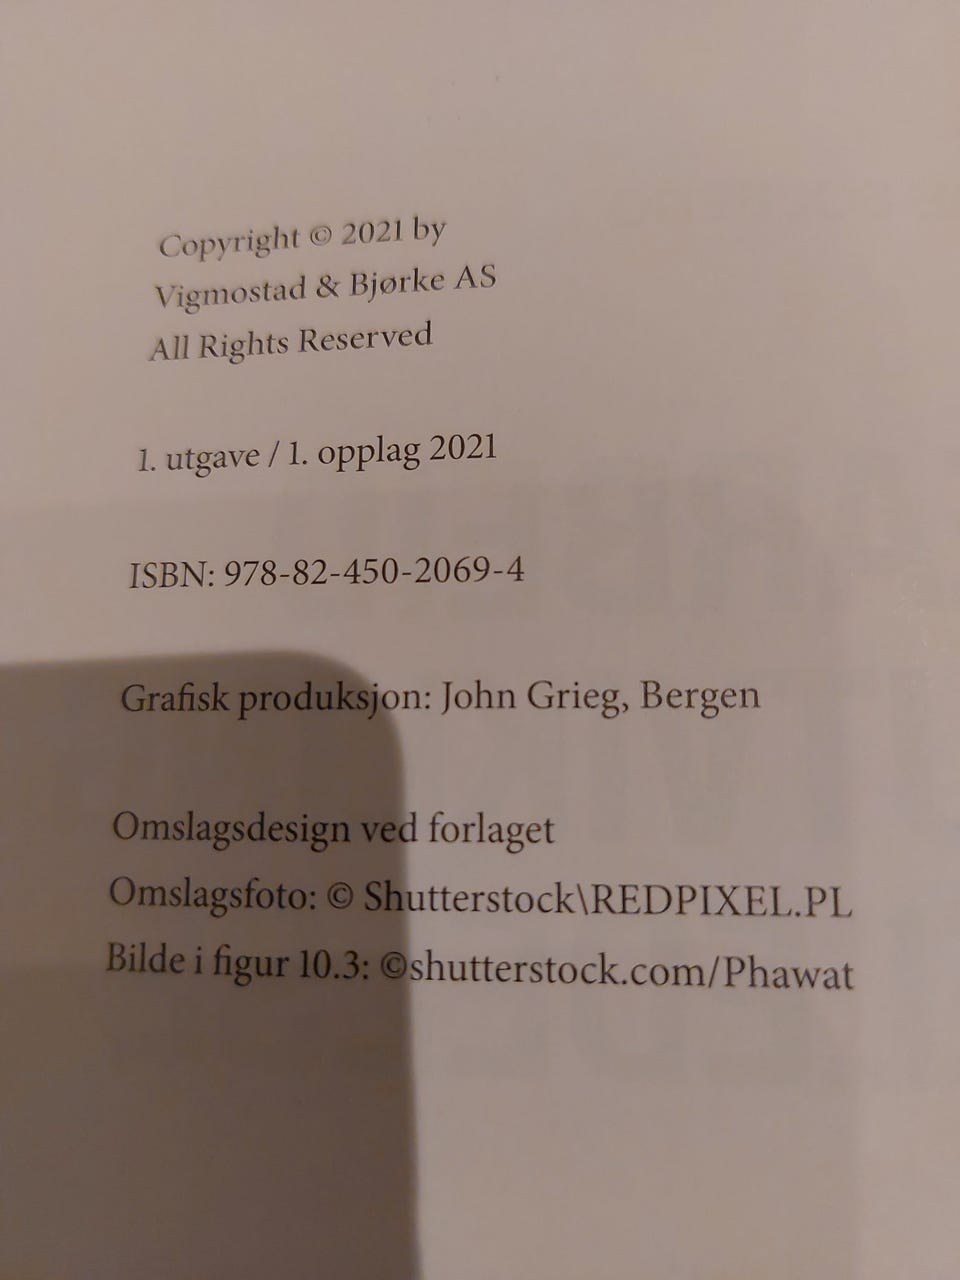 Copyright © 2021 by
Vigmostad & Bjørke AS
All Rights Reserved
1. utgave / 1. opplag 2021
ISBN: 978-82-450-2069-4
Grafisk produksjon: John Grieg, Bergen
Omslagsdesign ved forlaget
Omslagsfoto: © Shutterstock\REDPIXEL.PL
Bilde i figur 10.3: ©shutterstock.com/Phawat